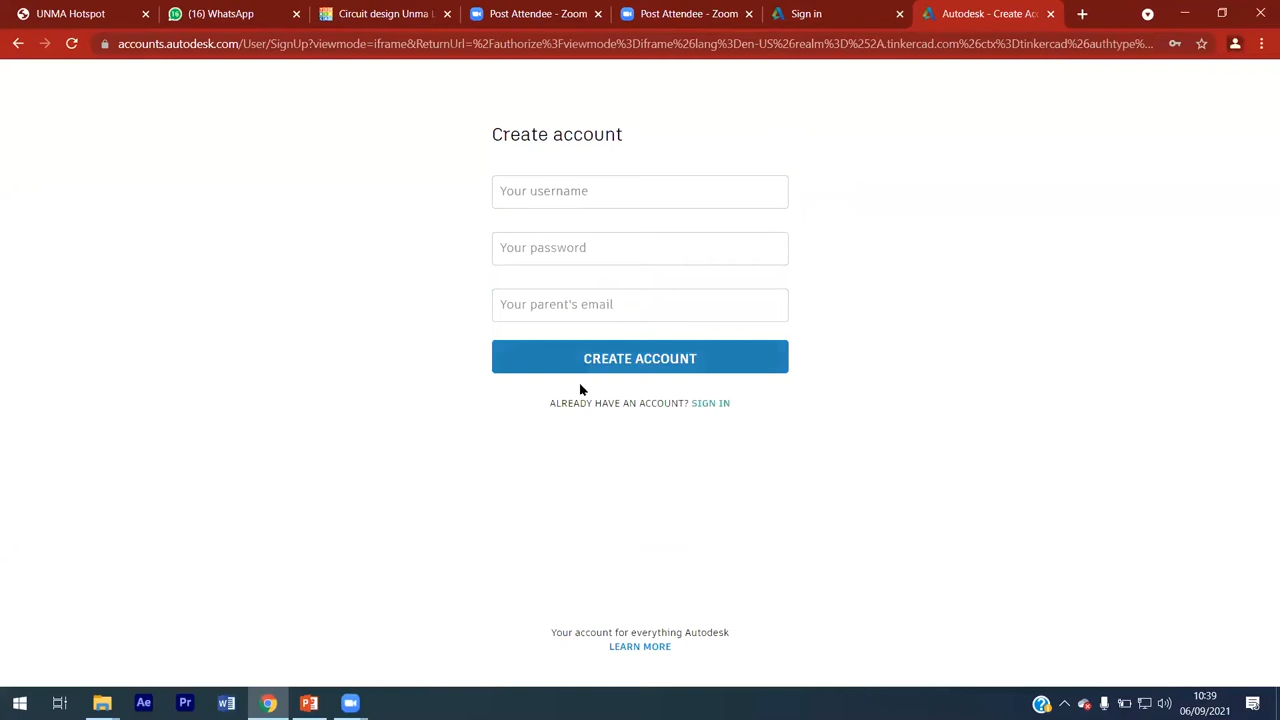 UNMA Hotspot
(16) WhatsApp
Circuit design Unma L
Post Attendee - Zoom
Post Attendee - Zoom
Sign in
Autodesk - Create Acc
accounts.autodesk.com/User/SignUp?viewmode=iframe&ReturnUrl=%2Fauthorize%3Fviewmode%3Diframe%26lang%3Den-US%26realm%3D%252A.tinkercad.com%26ctx%3Dtinkercad%26authtype%...
Create account
Your username
Your password
Your parent's email
CREATE ACCOUNT
ALREADY HAVE AN ACCOUNT? SIGN IN
Your account for everything Autodesk
LEARN MORE
10:39
06/09/2021